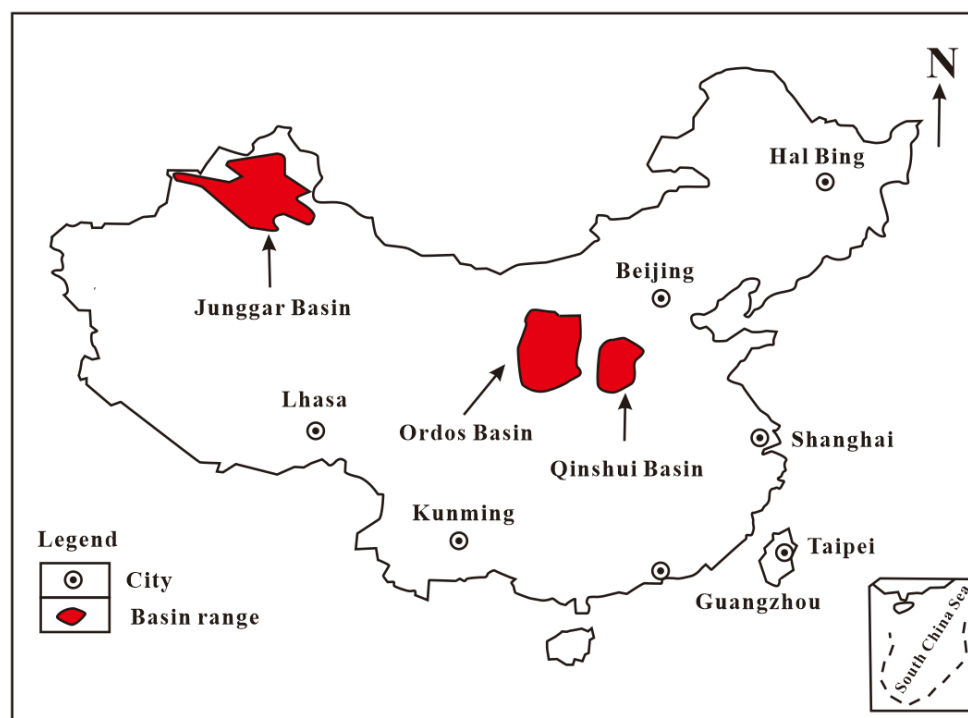 N
Hal Bing
Beijing
Junggar Basin
Lhasa
Ordos Basin
Shanghai
Qinshui Basin
Kunming
Legend
Taipei
City
Guangzhou
Basin range
South China Sea